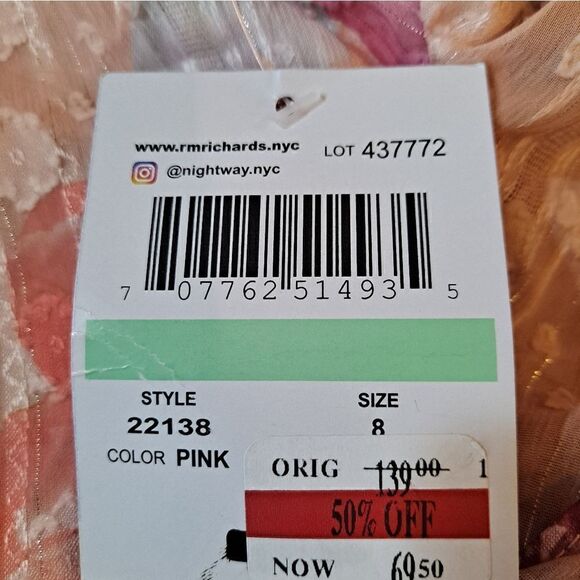 www.rmrichards.nyc LOT 437772
@nightway.nyc
7 07762 51493 5
STYLE SIZE
22138 8
COLOR PINK
ORIG 139.00 1
50% OFF
NOW 69.50